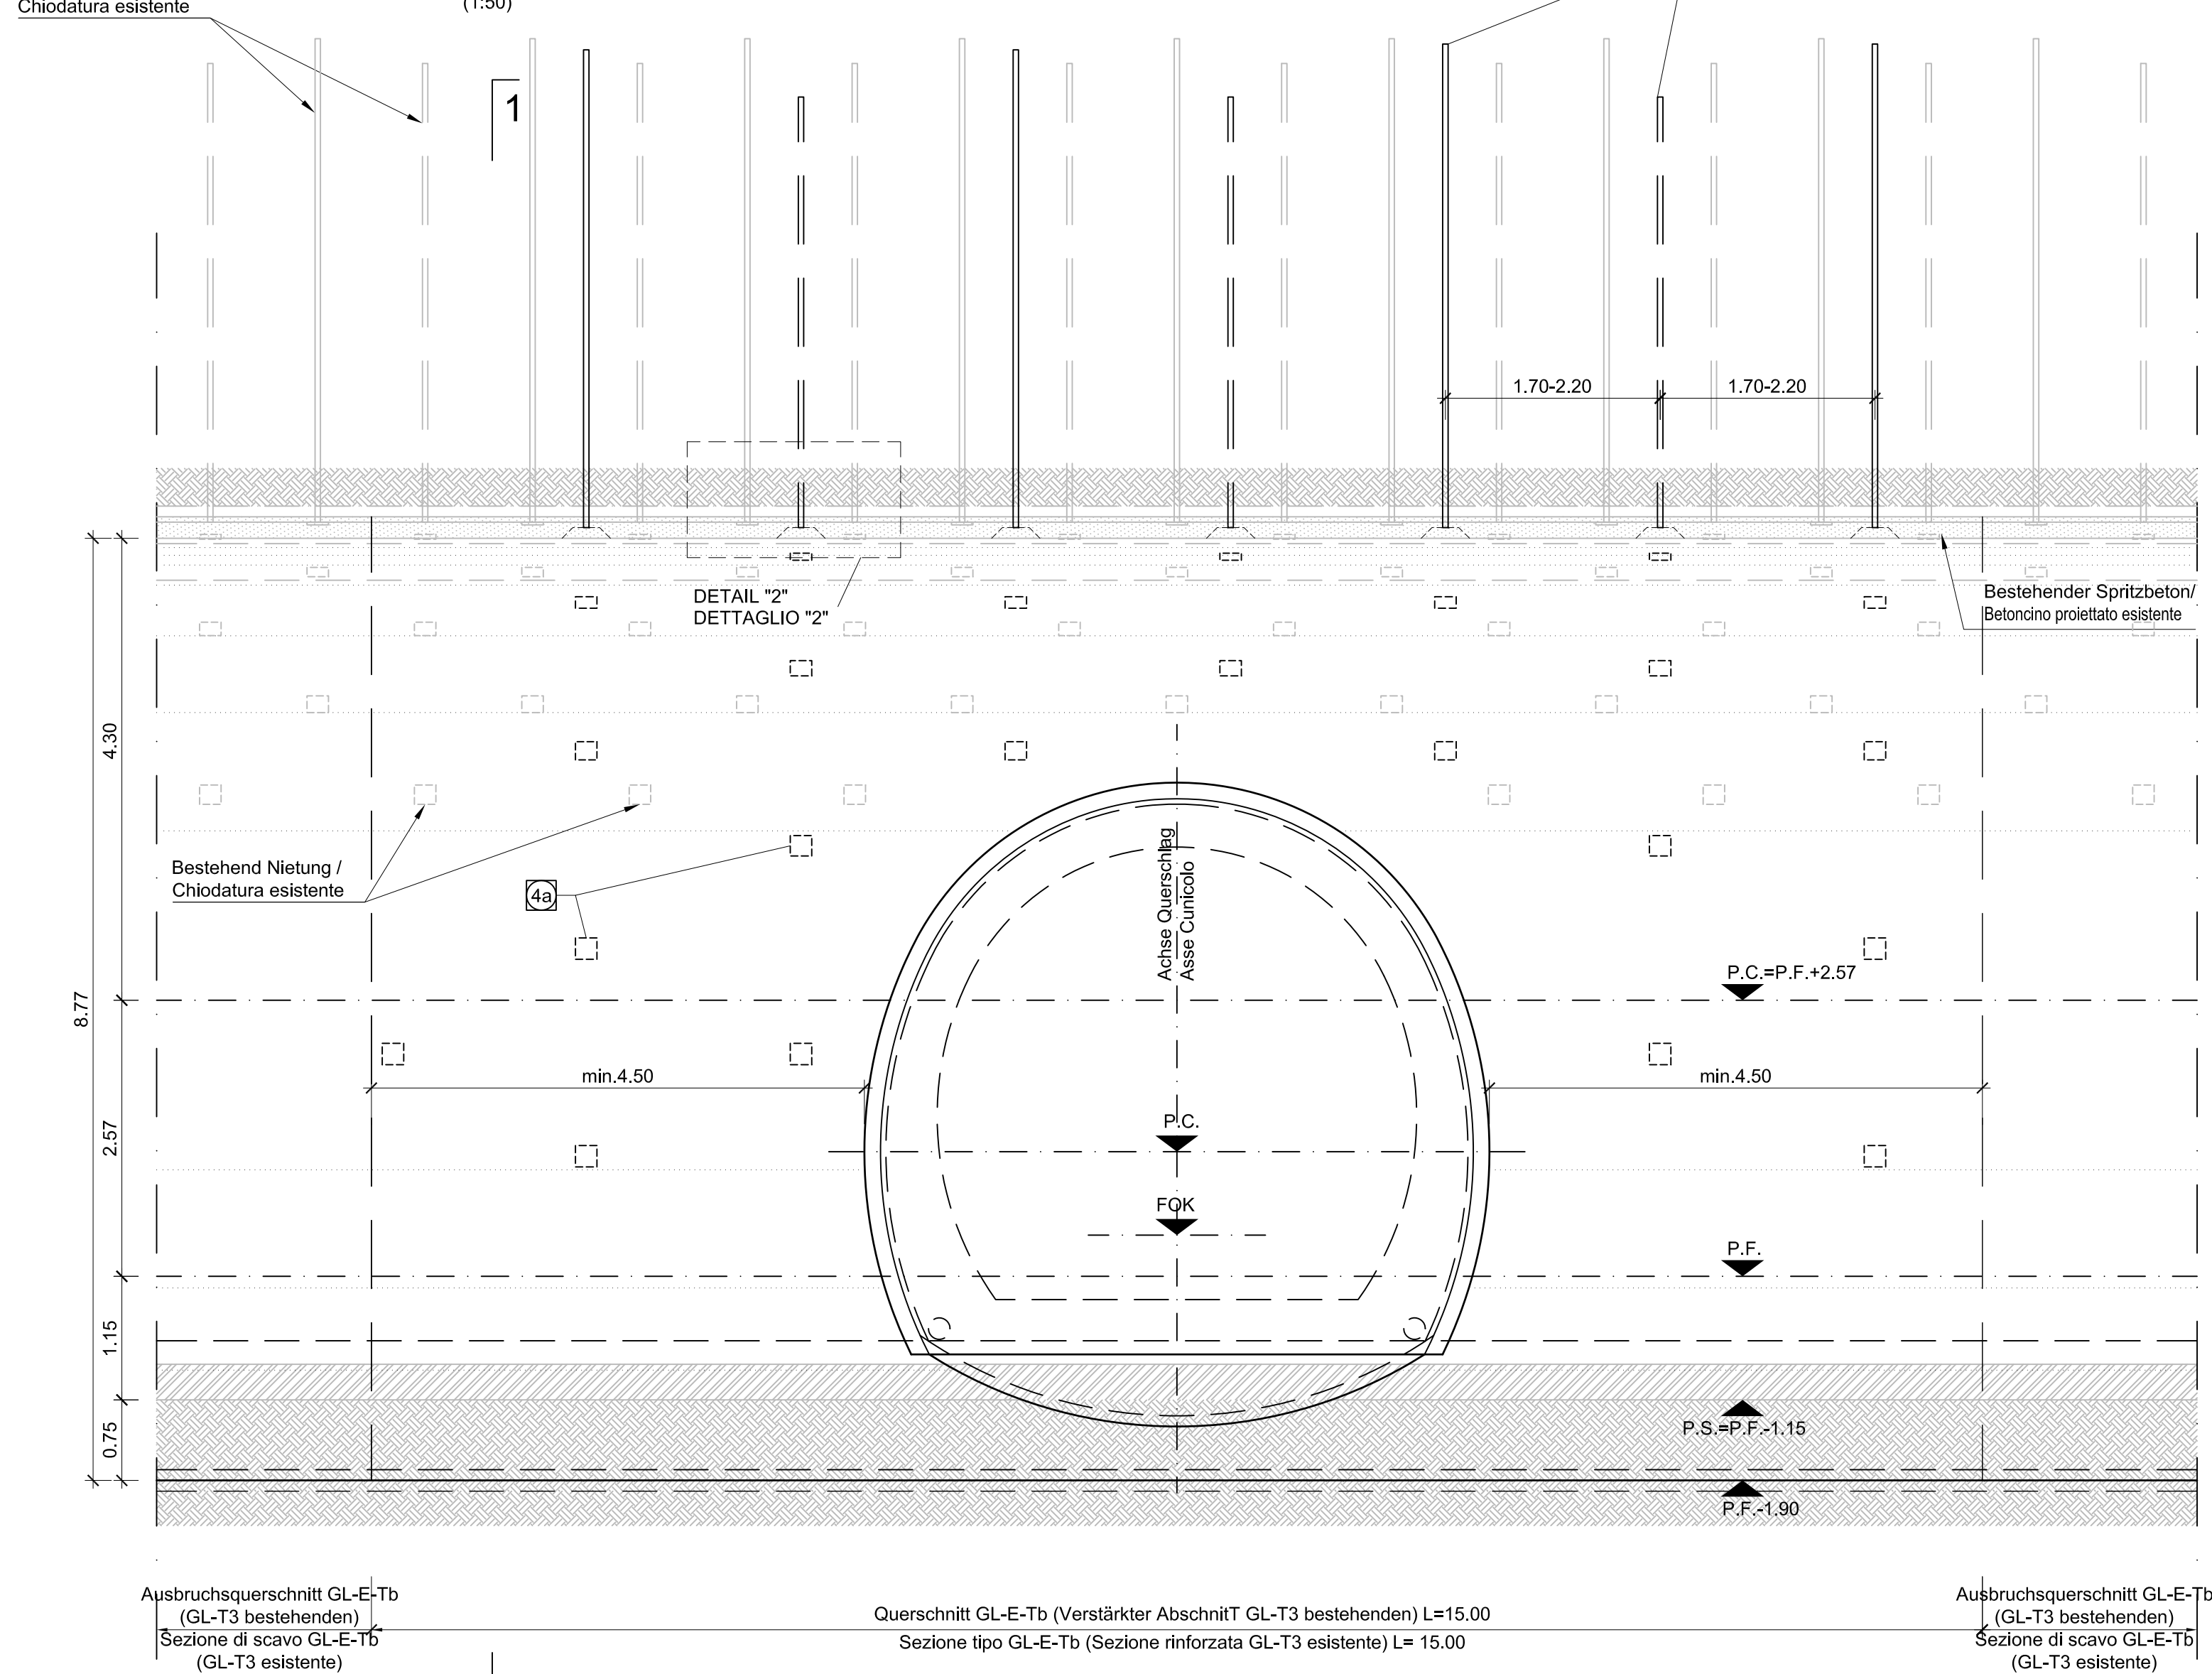 Chiodatura esistente
(1:50)
1
1.70-2.20
1.70-2.20
DETAIL "2"
DETTAGLIO "2"
Bestehender Spritzbeton/
Betoncino proiettato esistente
4.30
8.77
2.57
1.15
0.75
Bestehend Nietung /
Chiodatura esistente
4a
Achse Querschlag
Asse Cunicolo
P.C.=P.F.+2.57
min.4.50
min.4.50
P.C.
FOK
P.F.
P.S.=P.F.-1.15
P.F.-1.90
Ausbruchsquerschnitt GL-E-Tb
(GL-T3 bestehenden)
Sezione di scavo GL-E-Tb
(GL-T3 esistente)
Querschnitt GL-E-Tb (Verstärkter AbschnitT GL-T3 bestehenden) L=15.00
Sezione tipo GL-E-Tb (Sezione rinforzata GL-T3 esistente) L= 15.00
Ausbruchsquerschnitt GL-E-Tb
(GL-T3 bestehenden)
Sezione di scavo GL-E-Tb
(GL-T3 esistente)